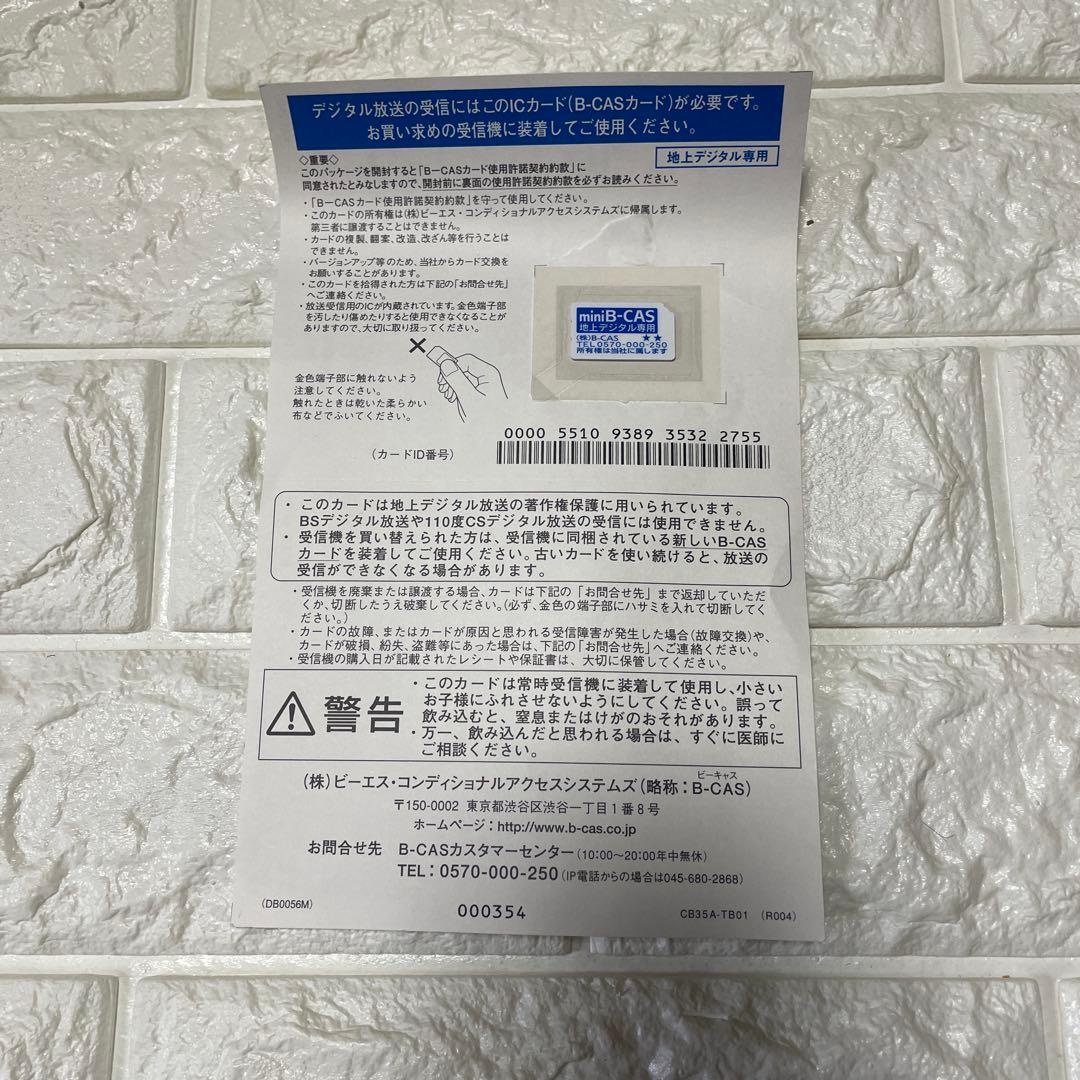 デジタル放送の受信にはこのICカード(B-CASカード)が必要です。
お買い求めの受信機に装着してご使用ください。
◇重要◇
地上デジタル専用
このパッケージを開封すると「B-CASカード使用許諾契約約款」に
同意されたとみなしますので、開封前に裏面の使用許諾契約約款を必ずお読みください。
・「B-CASカード使用許諾契約約款」を守って使用してください。
・このカードの所有権は(株)ビーエス・コンディショナルアクセスシステムズに帰属します。
第三者に譲渡することはできません。
・カードの複製、翻案、改造、改ざん等を行うことは
できません。
・バージョンアップ等のため、当社からカード交換を
お願いすることがあります。
・このカードを拾得された方は下記の「お問合せ先」
へご連絡ください。
・放送受信用のICが内蔵されています。金色端子部
を汚したり傷めたりすると使用できなくなることが
ありますので、大切に取り扱ってください。
miniB-CAS
地上デジタル専用
(株)B-CAS ★★
TEL0570-000-250
所有権は当社に属します
×
金色端子部に触れないよう
注意してください。
触れたときは乾いた柔らかい
布などでふいてください。
0000 5510 9389 3532 2755
(カードID番号)
・このカードは地上デジタル放送の著作権保護に用いられています。
BSデジタル放送や110度CSデジタル放送の受信には使用できません。
・受信機を買い替えられた方は、受信機に同梱されている新しいB-CAS
カードを装着してご使用ください。古いカードを使い続けると、放送の
受信ができなくなる場合があります。
・受信機を廃棄または譲渡する場合、カードは下記の「お問合せ先」まで返却していただ
くか、切断したうえ破棄してください。(必ず、金色の端子部にハサミを入れて切断してく
ださい。)
・カードの故障、またはカードが原因と思われる受信障害が発生した場合(故障交換)や、
カードが破損、紛失、盗難等にあった場合は、下記の「お問合せ先」へご連絡ください。
・受信機の購入日が記載されたレシートや保証書は、大切に保管してください。
警告
・このカードは常時受信機に装着して使用し、小さい
お子様にふれさせないようにしてください。誤って
飲み込むと、窒息またはけがのおそれがあります。
・万一、飲み込んだと思われる場合は、すぐに医師に
ご相談ください。
(株)ビーエス・コンディショナルアクセスシステムズ(略称:B-CAS)
ビーキャス
〒150-0002 東京都渋谷区渋谷一丁目1番8号
ホームページ:http://www.b-cas.co.jp
お問合せ先 B-CASカスタマーセンター(10:00〜20:00年中無休)
TEL:0570-000-250(IP電話からの場合は045-680-2868)
(DB0056M)
000354
CB35A-TB01 (R004)